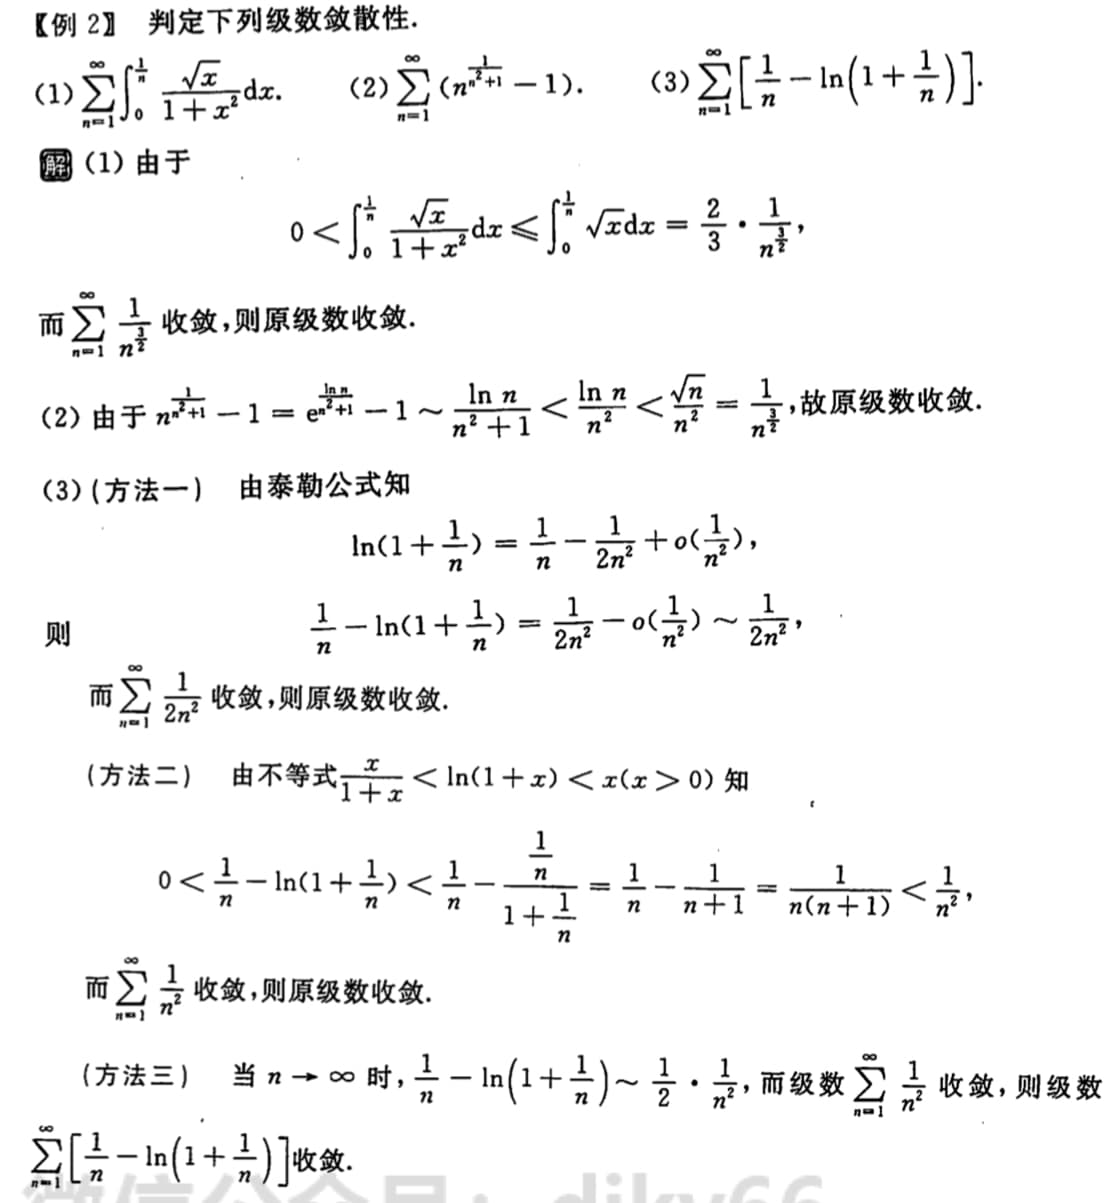 【例 2】 判定下列级数敛散性.
(1) $\sum_{n=1}^{\infty}\int_{0}^{\frac{1}{n}}\frac{\sqrt{x}}{1+x^2}dx.$ (2) $\sum_{n=1}^{\infty}(n^{\frac{1}{n^2+1}}-1).$ (3) $\sum_{n=1}^{\infty}\left[\frac{1}{n}-\ln\left(1+\frac{1}{n}\right)\right].$
解 (1) 由于
$0<\int_{0}^{\frac{1}{n}}\frac{\sqrt{x}}{1+x^2}dx\leqslant\int_{0}^{\frac{1}{n}}\sqrt{x}dx=\frac{2}{3}\cdot\frac{1}{n^{\frac{3}{2}}},$
而 $\sum_{n=1}^{\infty}\frac{1}{n^{\frac{3}{2}}}$ 收敛,则原级数收敛.
(2) 由于 $n^{\frac{1}{n^2+1}}-1=e^{\frac{\ln n}{n^2+1}}-1\sim\frac{\ln n}{n^2+1}<\frac{\ln n}{n^2}<\frac{\sqrt{n}}{n^2}=\frac{1}{n^{\frac{3}{2}}}$,故原级数收敛.
(3) (方法一) 由泰勒公式知
$\ln(1+\frac{1}{n})=\frac{1}{n}-\frac{1}{2n^2}+o(\frac{1}{n^2}),$
则 $\frac{1}{n}-\ln(1+\frac{1}{n})=\frac{1}{2n^2}-o(\frac{1}{n^2})\sim\frac{1}{2n^2},$
而 $\sum_{n=1}^{\infty}\frac{1}{2n^2}$ 收敛,则原级数收敛.
(方法二) 由不等式 $\frac{x}{1+x}<\ln(1+x)<x(x>0)$ 知
$0<\frac{1}{n}-\ln(1+\frac{1}{n})<\frac{1}{n}-\frac{\frac{1}{n}}{1+\frac{1}{n}}=\frac{1}{n}-\frac{1}{n+1}=\frac{1}{n(n+1)}<\frac{1}{n^2},$
而 $\sum_{n=1}^{\infty}\frac{1}{n^2}$ 收敛,则原级数收敛.
(方法三) 当 $n\to\infty$ 时, $\frac{1}{n}-\ln\left(1+\frac{1}{n}\right)\sim\frac{1}{2}\cdot\frac{1}{n^2}$, 而级数 $\sum_{n=1}^{\infty}\frac{1}{n^2}$ 收敛, 则级数
$\sum_{n=1}^{\infty}\left[\frac{1}{n}-\ln\left(1+\frac{1}{n}\right)\right]$收敛.